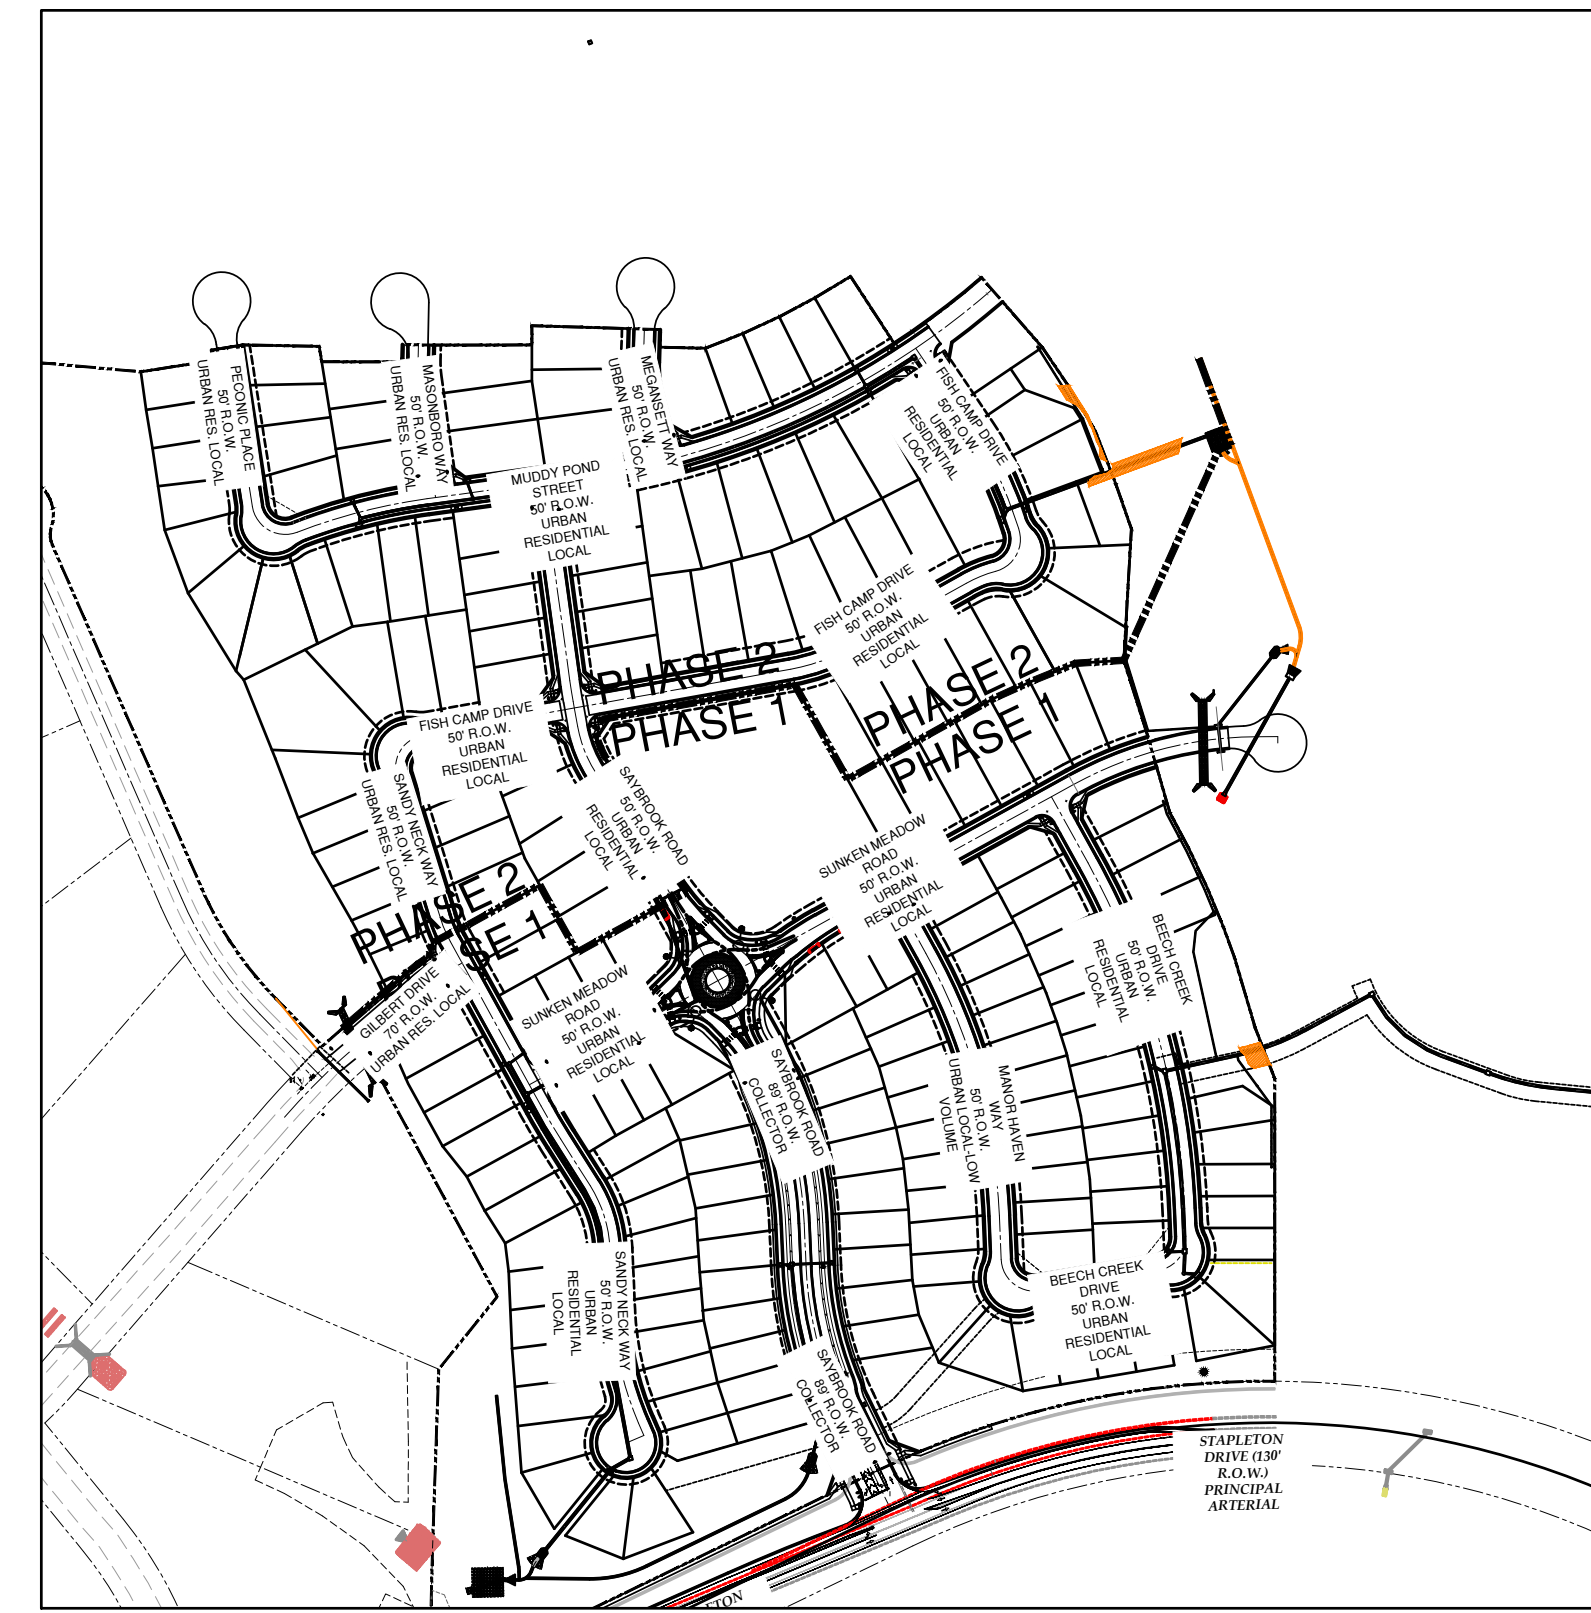 PECONIC PLACE
50' R.O.W.
URBAN RES. LOCAL
MASONBORO WAY
50' R.O.W.
URBAN RES. LOCAL
MEGANSETT WAY
50' R.O.W.
URBAN RES. LOCAL
FISH CAMP DRIVE
50' R.O.W.
URBAN
RESIDENTIAL
LOCAL
MUDDY POND
STREET
50' R.O.W.
URBAN
RESIDENTIAL
LOCAL
FISH CAMP DRIVE
50' R.O.W.
URBAN
RESIDENTIAL
LOCAL
PHASE 2
PHASE 1
PHASE 2
PHASE 1
FISH CAMP DRIVE
50' R.O.W.
URBAN
RESIDENTIAL
LOCAL
SANDY NECK WAY
50' R.O.W.
URBAN RES. LOCAL
SAYBROOK ROAD
50' R.O.W.
URBAN
RESIDENTIAL
LOCAL
SUNKEN MEADOW
ROAD
50' R.O.W.
URBAN
RESIDENTIAL
LOCAL
PHASE 2
SE 1
GILBERT DRIVE
70' R.O.W.
URBAN RES. LOCAL
SUNKEN MEADOW
ROAD
50' R.O.W.
URBAN
RESIDENTIAL
LOCAL
BEECH CREEK
DRIVE
50' R.O.W.
URBAN
RESIDENTIAL
LOCAL
SAYBROOK ROAD
89' R.O.W.
COLLECTOR
MANOR HAVEN
WAY
50' R.O.W.
URBAN LOCAL-LOW
VOLUME
SANDY NECK WAY
50' R.O.W.
URBAN
RESIDENTIAL
LOCAL
BEECH CREEK
DRIVE
50' R.O.W.
URBAN
RESIDENTIAL
LOCAL
SAYBROOK ROAD
89' R.O.W.
COLLECTOR
STAPLETON
DRIVE (130'
R.O.W.)
PRINCIPAL
ARTERIAL
ETON